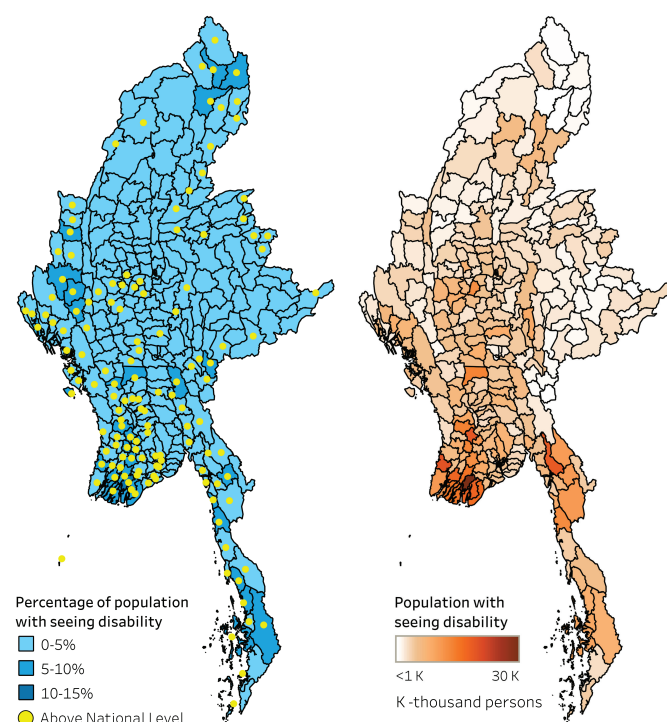 Percentage of population
with seeing disability
0-5%
5-10%
10-15%
Above National Level
Population with
seeing disability
<1 K 30 K
K -thousand persons